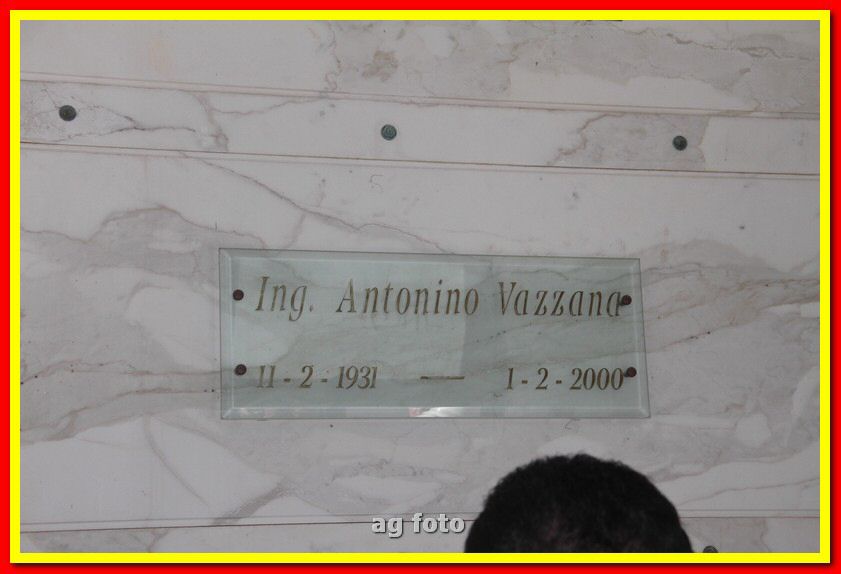 Ing. Antonino Vazzana
11 - 2 - 1931 — 1 - 2 - 2000
ag foto